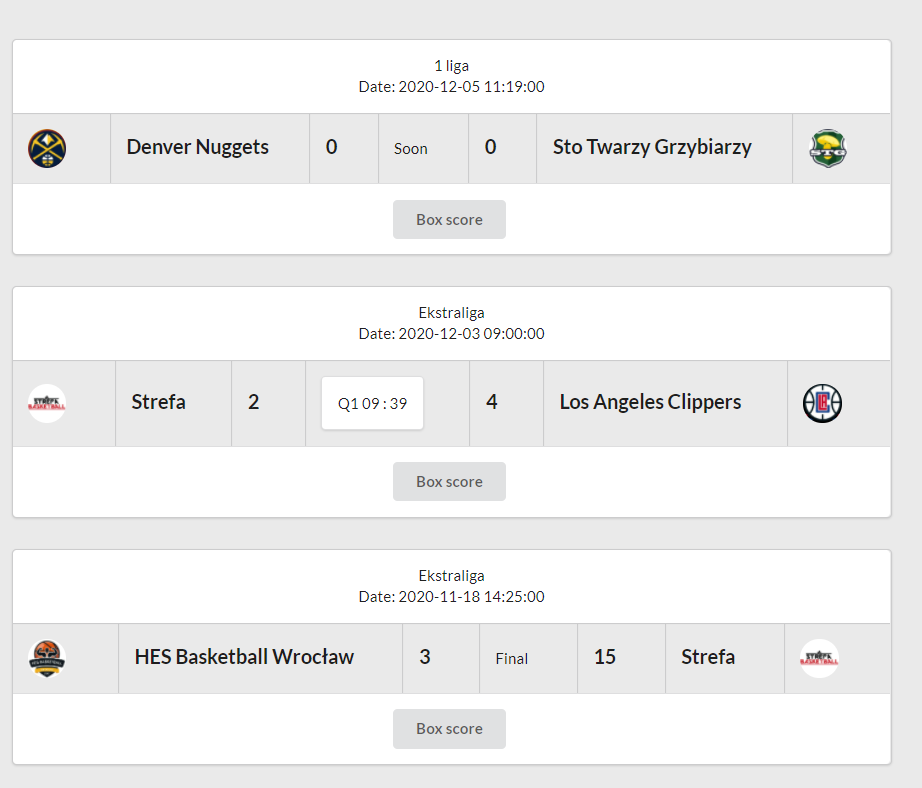 1 liga
Date: 2020-12-05 11:19:00
Denver Nuggets 0 Soon 0 Sto Twarzy Grzybiarzy STG
Box score
Ekstraliga
Date: 2020-12-03 09:00:00
STREFA BASKETBALL Strefa 2 Q1 09 : 39 4 Los Angeles Clippers
Box score
Ekstraliga
Date: 2020-11-18 14:25:00
HES Basketball Wrocław 3 Final 15 Strefa STREFA BASKETBALL
Box score